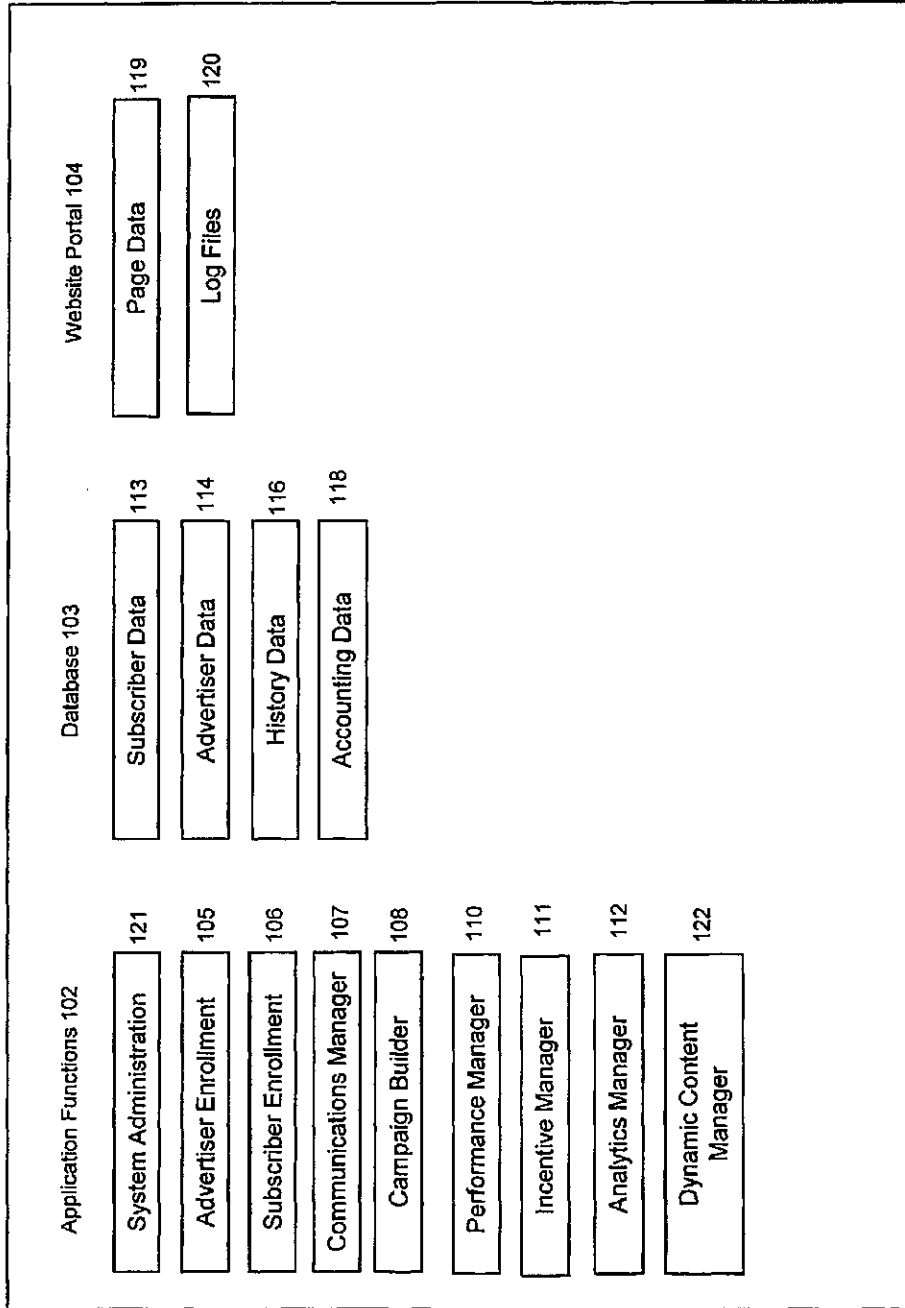 Application Functions 102
System Administration
121
Advertiser Enrollment
105
Subscriber Enrollment
106
Communications Manager
107
Campaign Builder
108
Performance Manager
110
Incentive Manager
111
Analytics Manager
112
Dynamic Content
Manager
122
Database 103
Subscriber Data
113
Advertiser Data
114
History Data
116
Accounting Data
118
Website Portal 104
Page Data
119
Log Files
120